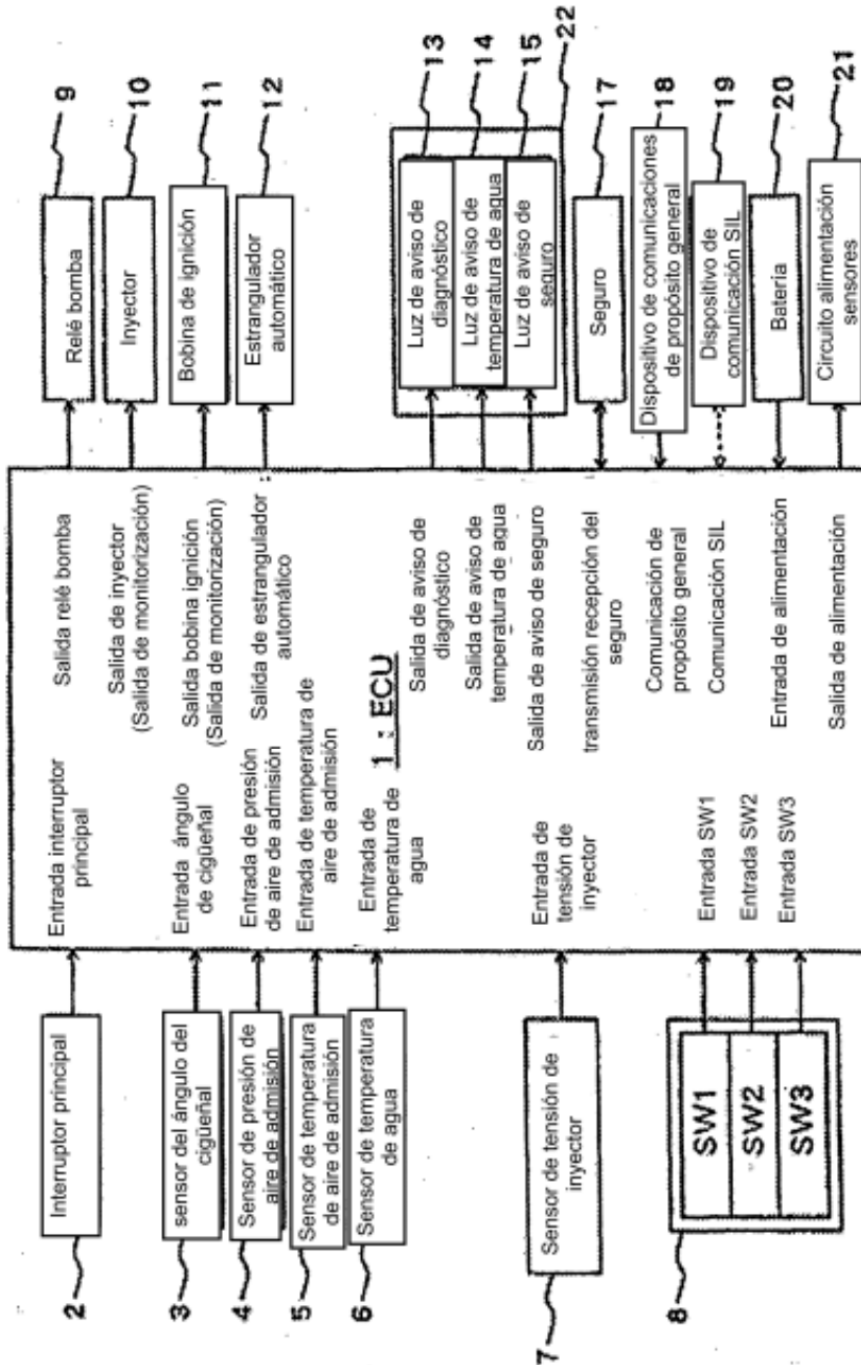 2
Interruptor principal
3
sensor del ángulo del
cigüeñal
4
Sensor de presión de
aire de admisión
5
Sensor de temperatura
de aire de admisión
6
Sensor de temperatura
de agua
7
Sensor de tensión de
inyector
8
SW1
SW2
SW3
Entrada interruptor
principal
Entrada ángulo
de cigüeñal
Entrada de presión
de aire de admisión
Entrada de temperatura de
aire de admisión
Entrada de
temperatura de
agua
Entrada de
tensión de
inyector
Entrada SW1
Entrada SW2
Entrada SW3
1 : ECU
Salida relé bomba
Salida de inyector
(Salida de monitorización)
Salida bobina ignición
(Salida de monitorización)
Salida de estrangulador
automático
Salida de aviso de
diagnóstico
Salida de aviso de
temperatura de agua
Salida de aviso de seguro
transmisión recepción del
seguro
Comunicación de
propósito general
Comunicación SIL
Entrada de alimentación
Salida de alimentación
Relé bomba
9
Inyector
10
Bobina de ignición
11
Estrangulador
automático
12
Luz de aviso de
diagnóstico
13
Luz de aviso de
temperatura de agua
14
Luz de aviso de
seguro
15
22
Seguro
17
Dispositivo de comunicaciones
de propósito general
18
Dispositivo de
comunicación SIL
19
Batería
20
Circuito alimentación
sensores
21